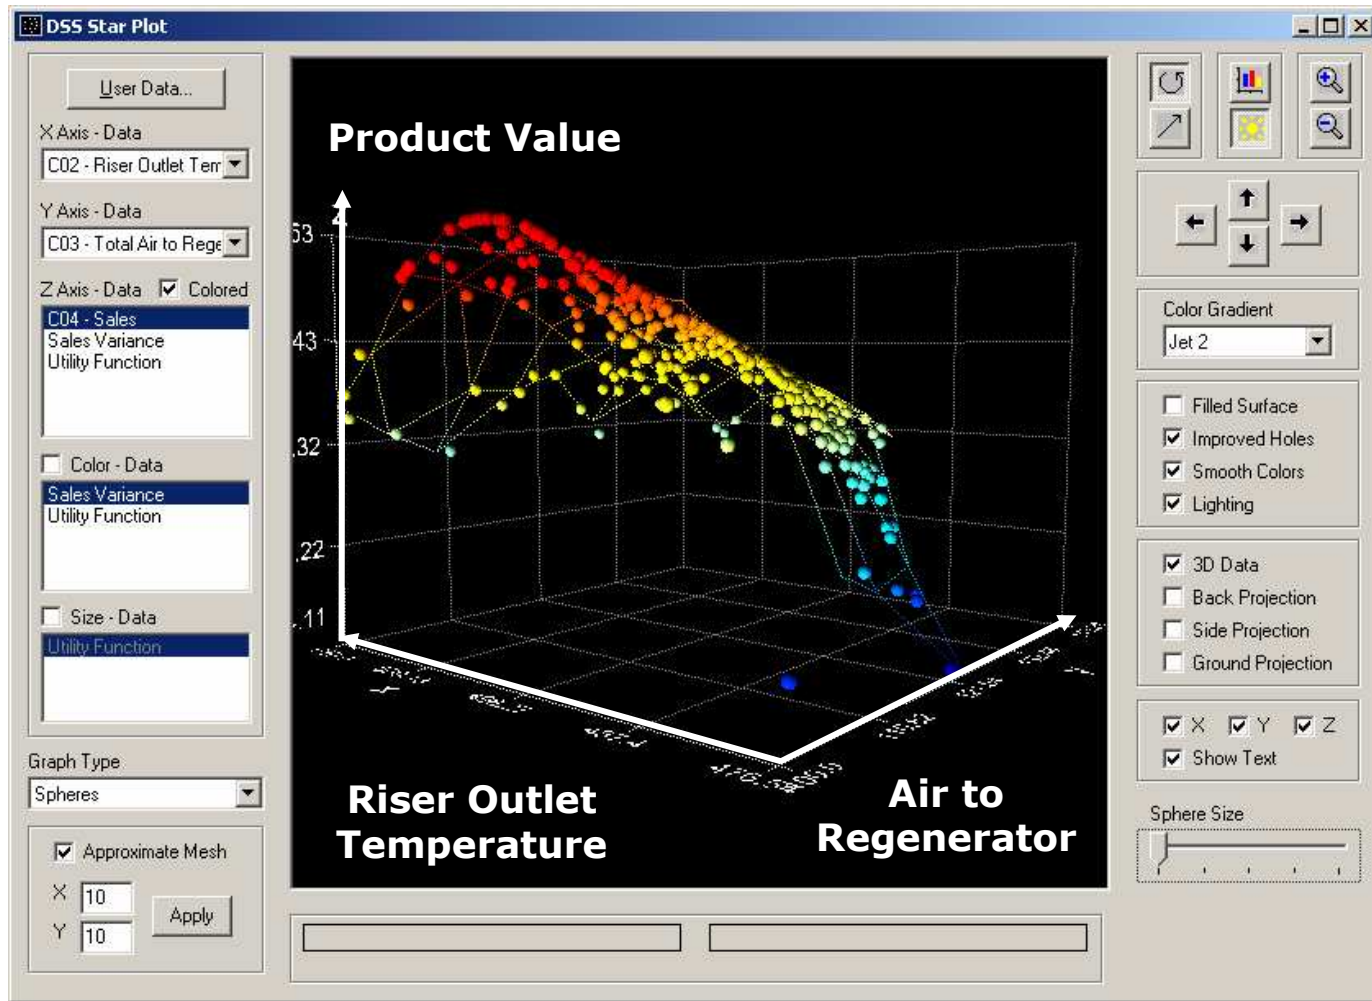 DSS Star Plot
User Data...
X Axis - Data
C02 - Riser Outlet Tem
Y Axis - Data
C03 - Total Air to Rege
Z Axis - Data
Colored
C04 - Sales
Sales Variance
Utility Function
Color - Data
Sales Variance
Utility Function
Size - Data
Utility Function
Graph Type
Spheres
Approximate Mesh
X
10
Y
10
Apply
Product Value
.53
.43
.32
.22
.11
Riser Outlet
Temperature
Air to
Regenerator
Color Gradient
Jet 2
Filled Surface
Improved Holes
Smooth Colors
Lighting
3D Data
Back Projection
Side Projection
Ground Projection
X
Y
Z
Show Text
Sphere Size